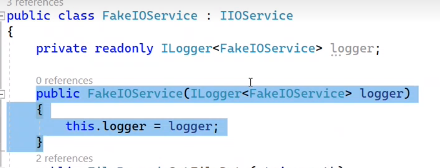 3 references
public class FakeIOService : IIOService
{
private readonly ILogger<FakeIOService> logger;
0 references
public FakeIOService(ILogger<FakeIOService> logger)
{
this.logger = logger;
}
2 references